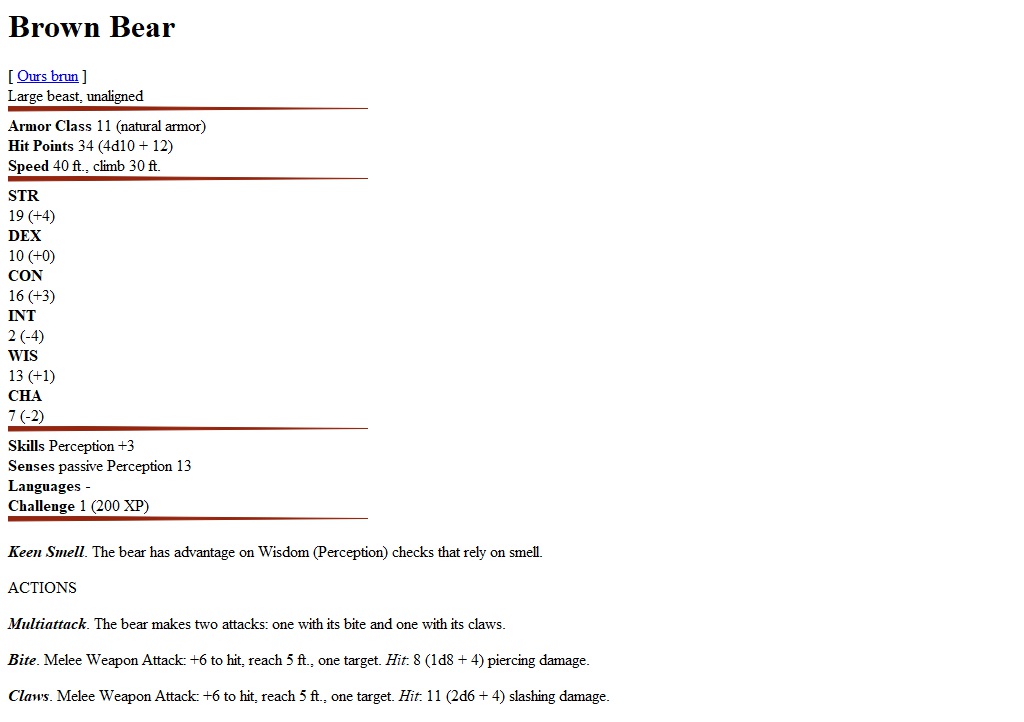 Brown Bear
[ Ours brun ]
Large beast, unaligned
Armor Class 11 (natural armor)
Hit Points 34 (4d10 + 12)
Speed 40 ft., climb 30 ft.
STR
19 (+4)
DEX
10 (+0)
CON
16 (+3)
INT
2 (-4)
WIS
13 (+1)
CHA
7 (-2)
Skills Perception +3
Senses passive Perception 13
Languages -
Challenge 1 (200 XP)
Keen Smell. The bear has advantage on Wisdom (Perception) checks that rely on smell.
ACTIONS
Multiattack. The bear makes two attacks: one with its bite and one with its claws.
Bite. Melee Weapon Attack: +6 to hit, reach 5 ft., one target. Hit: 8 (1d8 + 4) piercing damage.
Claws. Melee Weapon Attack: +6 to hit, reach 5 ft., one target. Hit: 11 (2d6 + 4) slashing damage.